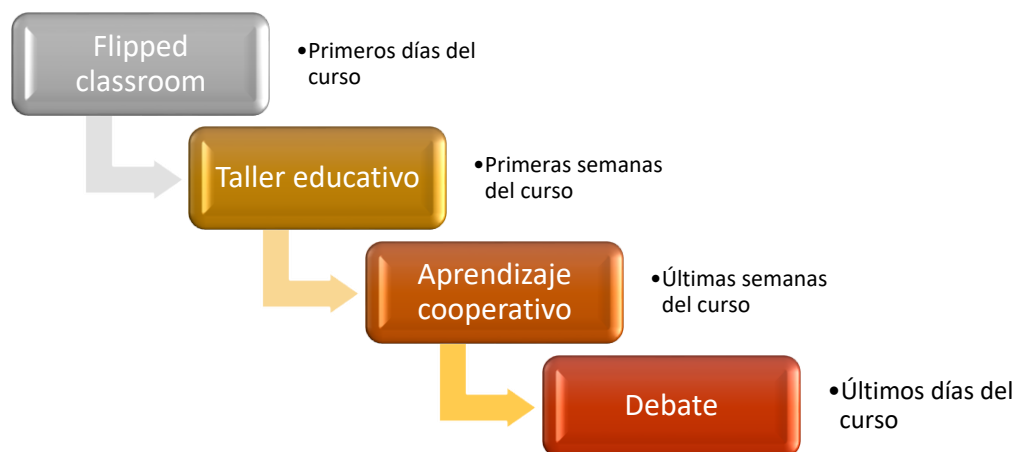 Flipped
classroom
•Primeros días del
curso
Taller educativo
•Primeras semanas
del curso
Aprendizaje
cooperativo
•Últimas semanas
del curso
Debate
•Últimos días del
curso